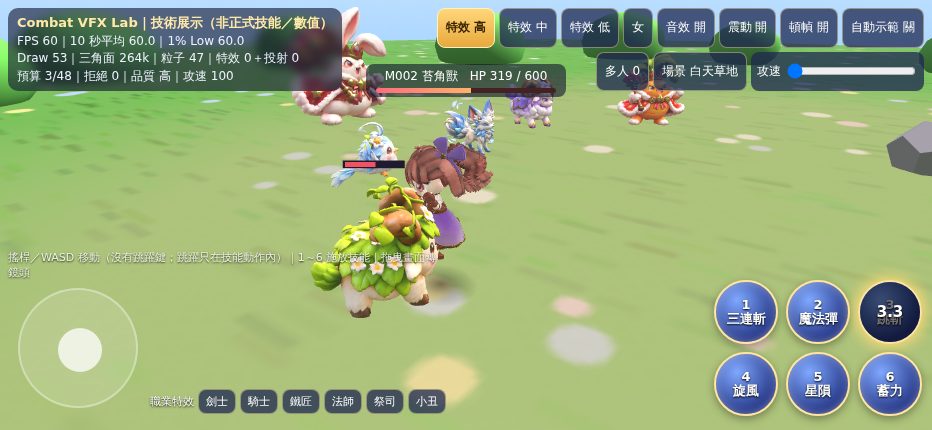 Combat VFX Lab｜技術展示（非正式技能／數值）
FPS 60｜10 秒平均 60.0｜1% Low 60.0
Draw 53｜三角面 264k｜粒子 47｜特效 0＋投射 0
預算 3/48｜拒絕 0｜品質 高｜攻速 100
特效 高
特效 中
特效 低
女
音效 開
震動 開
頓幀 開
自動示範 關
M002 苔角獸 HP 319 / 600
多人 0
場景 白天草地
攻速
搖桿／WASD 移動（沒有跳躍鍵；跳躍只在技能動作內）｜1~6 施放技能｜拖曳畫面轉
鏡頭
1
三連斬
2
魔法彈
3
3.3
跳斬
4
旋風
5
星隕
6
蓄力
職業特效
劍士
騎士
鐵匠
法師
祭司
小丑